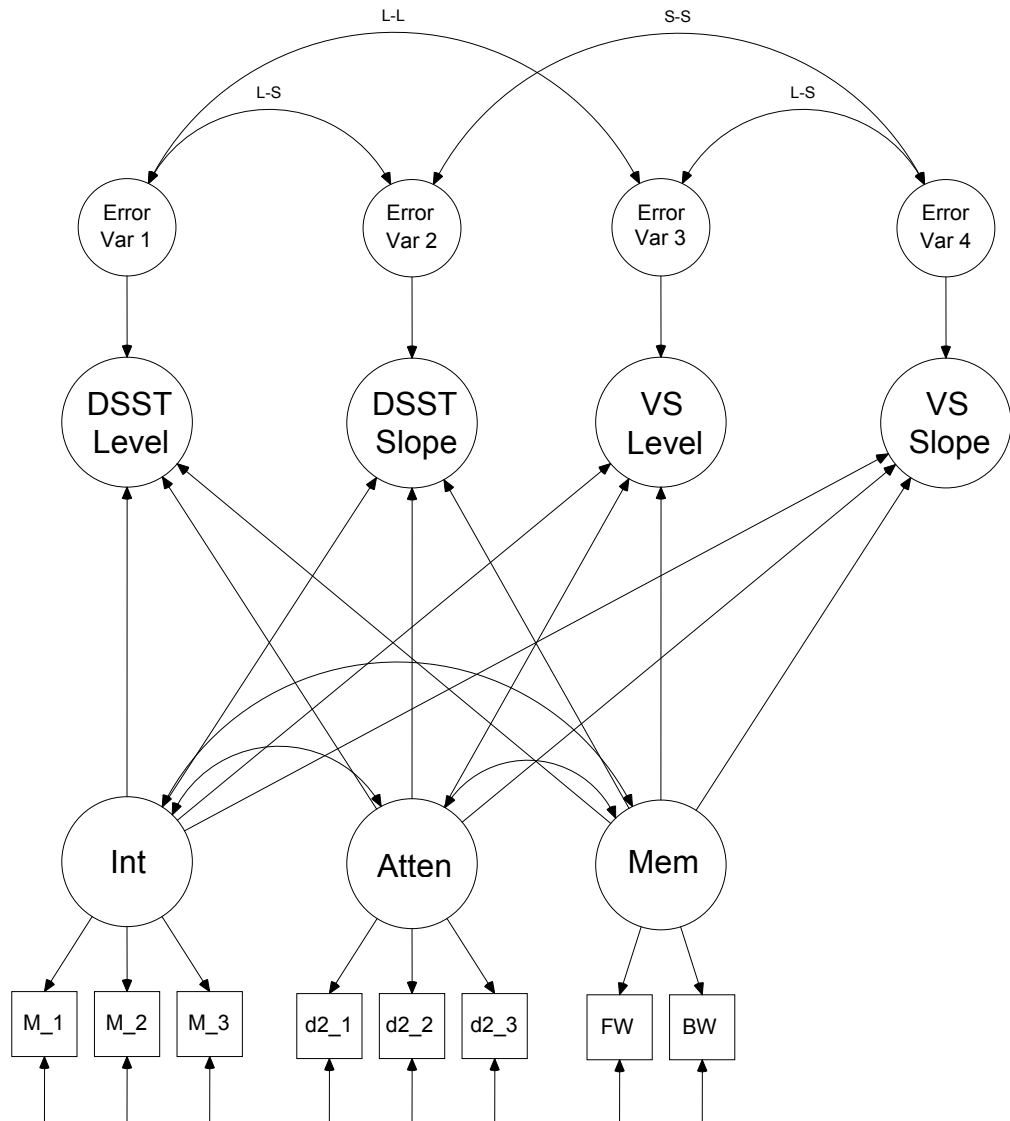 L-L
S-S
L-S
L-S
Error
Var 1
Error
Var 2
Error
Var 3
Error
Var 4
DSST
Level
DSST
Slope
VS
Level
VS
Slope
Int
Atten
Mem
M_1
M_2
M_3
d2_1
d2_2
d2_3
FW
BW